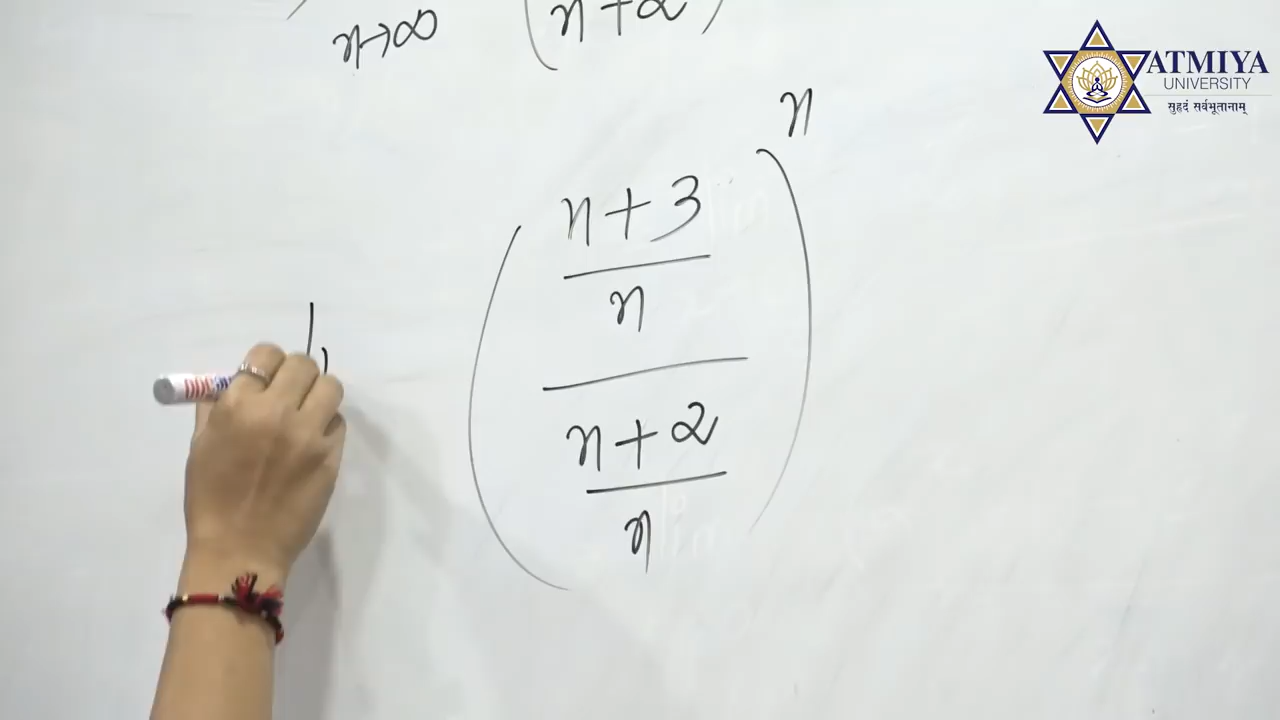 n→∞ (n+2)
ATMIYA
UNIVERSITY
सुहृदं सर्वभूतानाम्
n
( n+3
n
n+2
n )